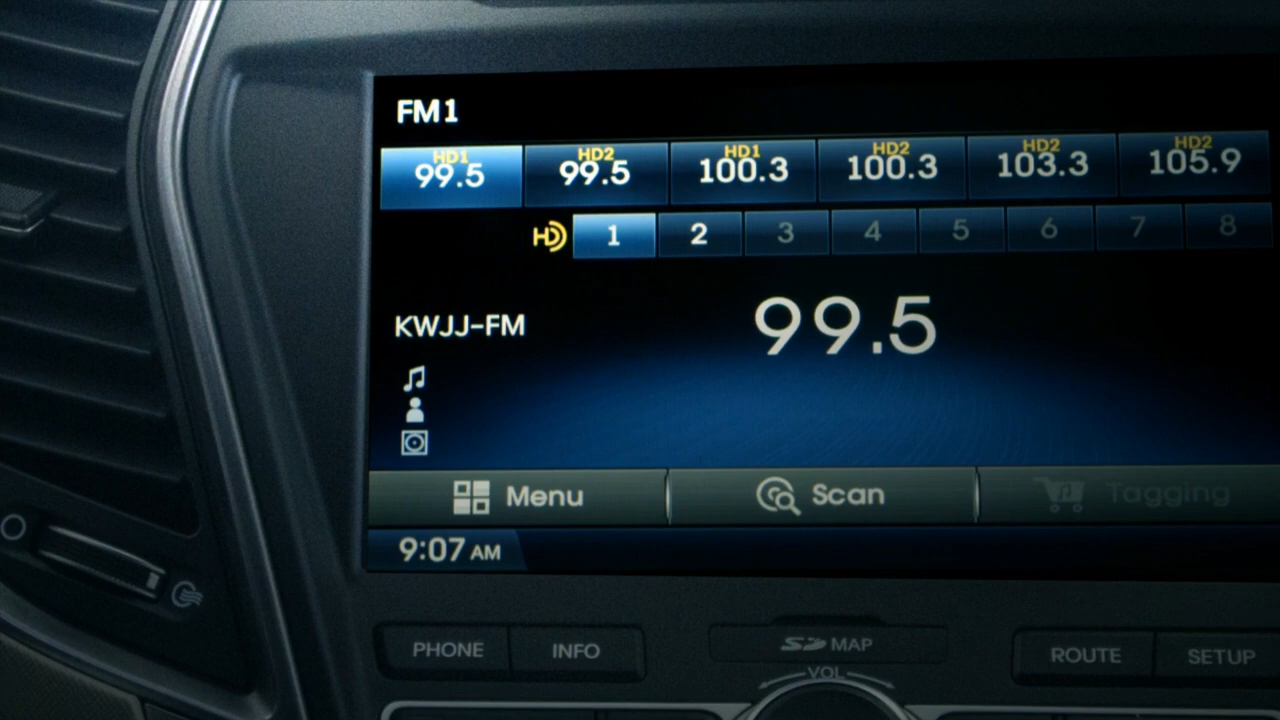 FM1
HD1 HD2 HD1 HD2 HD2 HD2
99.5 99.5 100.3 100.3 103.3 105.9
HD 1 2 3 4 5 6 7 8
KWJJ-FM 99.5
Menu Scan Tagging
9:07 AM
PHONE INFO SD MAP ROUTE SETUP
VOL